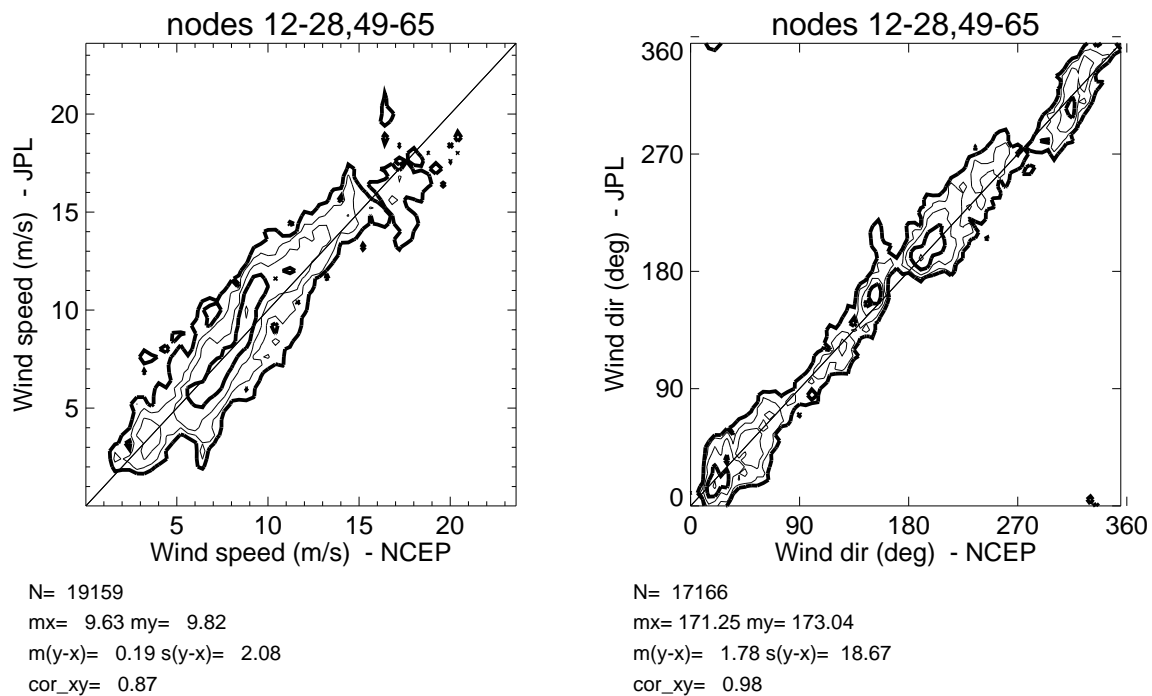 nodes 12-28,49-65
Wind speed (m/s)  - JPL
20
15
10
5
5 10 15 20
Wind speed (m/s)  - NCEP
N=  19159
mx=   9.63 my=   9.82
m(y-x)=   0.19 s(y-x)=   2.08
cor_xy=   0.87
nodes 12-28,49-65
Wind dir (deg)  - JPL
360
270
180
90
0
0 90 180 270 360
Wind dir (deg)  - NCEP
N=  17166
mx= 171.25 my= 173.04
m(y-x)=   1.78 s(y-x)=  18.67
cor_xy=   0.98